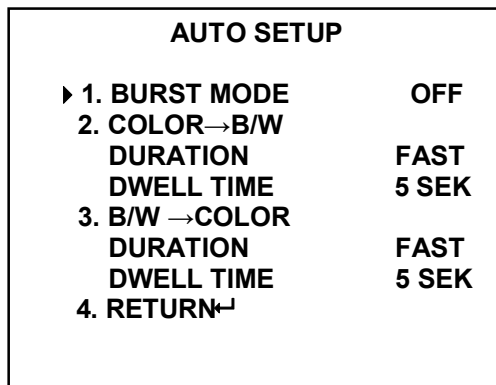 AUTO SETUP
1. BURST MODE OFF
2. COLOR→B/W
DURATION FAST
DWELL TIME 5 SEK
3. B/W →COLOR
DURATION FAST
DWELL TIME 5 SEK
4. RETURN↵